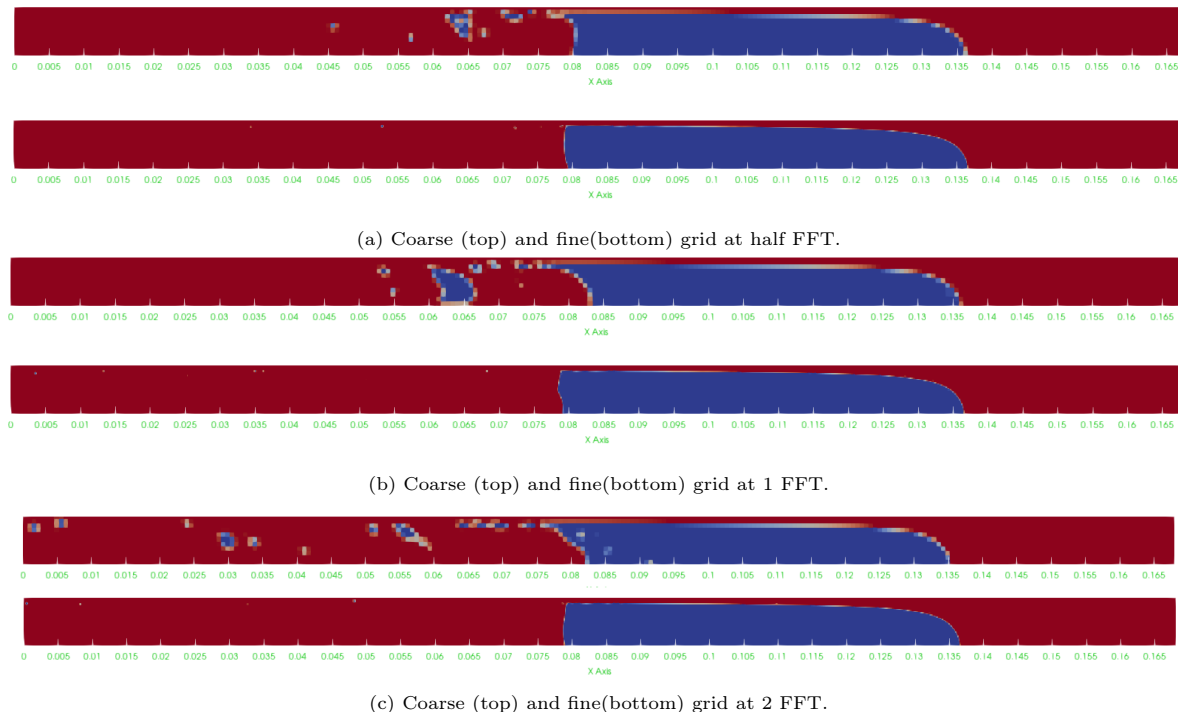 0 0.005 0.01 0.015 0.02 0.025 0.03 0.035 0.04 0.045 0.05 0.055 0.06 0.065 0.07 0.075 0.08 0.085 0.09 0.095 0.1 0.105 0.11 0.115 0.12 0.125 0.13 0.135 0.14 0.145 0.15 0.155 0.16 0.165
X Axis
0 0.005 0.01 0.015 0.02 0.025 0.03 0.035 0.04 0.045 0.05 0.055 0.06 0.065 0.07 0.075 0.08 0.085 0.09 0.095 0.1 0.105 0.11 0.115 0.12 0.125 0.13 0.135 0.14 0.145 0.15 0.155 0.16 0.165
X Axis
(a) Coarse (top) and fine(bottom) grid at half FFT.
0 0.005 0.01 0.015 0.02 0.025 0.03 0.035 0.04 0.045 0.05 0.055 0.06 0.065 0.07 0.075 0.08 0.085 0.09 0.095 0.1 0.105 0.11 0.115 0.12 0.125 0.13 0.135 0.14 0.145 0.15 0.155 0.16 0.165
X Axis
0 0.005 0.01 0.015 0.02 0.025 0.03 0.035 0.04 0.045 0.05 0.055 0.06 0.065 0.07 0.075 0.08 0.085 0.09 0.095 0.1 0.105 0.11 0.115 0.12 0.125 0.13 0.135 0.14 0.145 0.15 0.155 0.16 0.165
X Axis
(b) Coarse (top) and fine(bottom) grid at 1 FFT.
0 0.005 0.01 0.015 0.02 0.025 0.03 0.035 0.04 0.045 0.05 0.055 0.06 0.065 0.07 0.075 0.08 0.085 0.09 0.095 0.1 0.105 0.11 0.115 0.12 0.125 0.13 0.135 0.14 0.145 0.15 0.155 0.16 0.165
0 0.005 0.01 0.015 0.02 0.025 0.03 0.035 0.04 0.045 0.05 0.055 0.06 0.065 0.07 0.075 0.08 0.085 0.09 0.095 0.1 0.105 0.11 0.115 0.12 0.125 0.13 0.135 0.14 0.145 0.15 0.155 0.16 0.165
(c) Coarse (top) and fine(bottom) grid at 2 FFT.